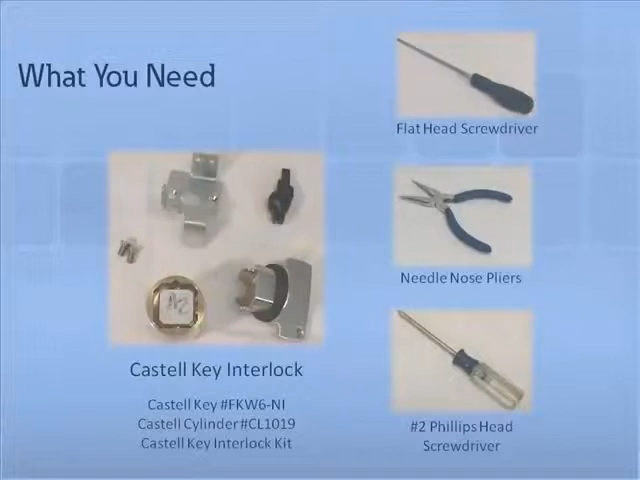 What You Need
Flat Head Screwdriver
Needle Nose Pliers
Castell Key Interlock
Castell Key #FKW6-NI
Castell Cylinder #CL1019
Castell Key Interlock Kit
#2 Phillips Head
Screwdriver